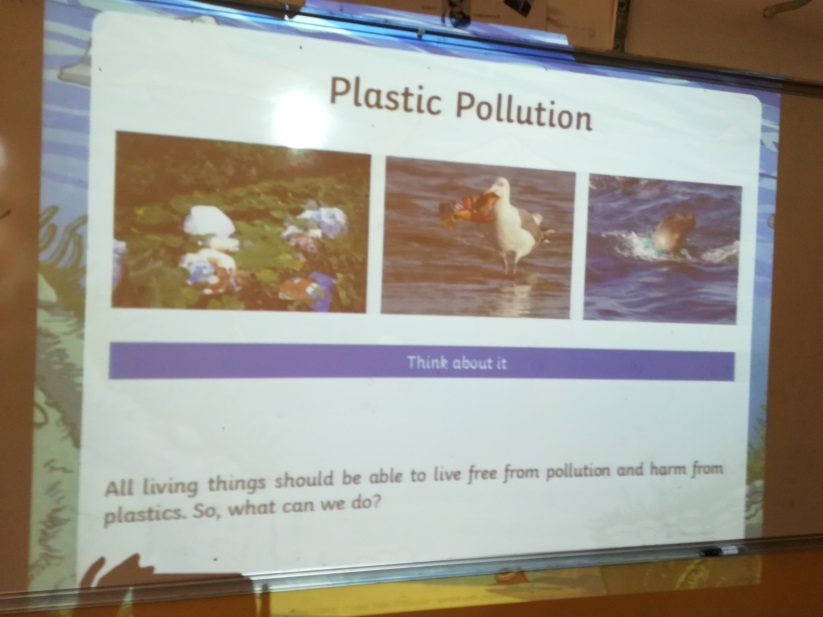 Plastic Pollution
Think about it
All living things should be able to live free from pollution and harm from
plastics. So, what can we do?